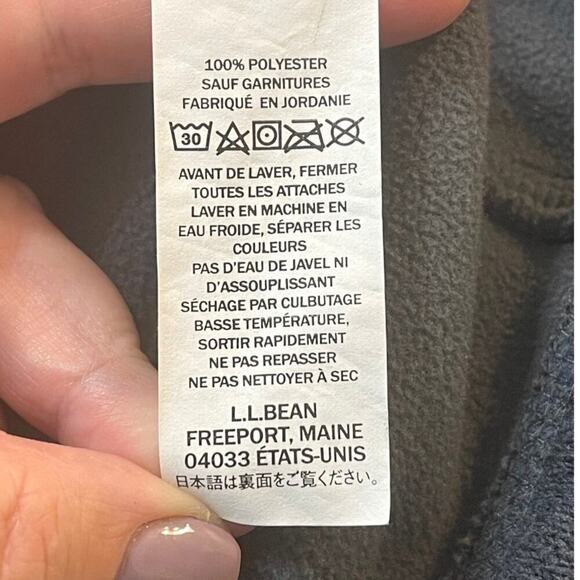 100% POLYESTER
SAUF GARNITURES
FABRIQUÉ EN JORDANIE
30
AVANT DE LAVER, FERMER
TOUTES LES ATTACHES
LAVER EN MACHINE EN
EAU FROIDE, SÉPARER LES
COULEURS
PAS D'EAU DE JAVEL NI
D'ASSOUPLISSANT
SÉCHAGE PAR CULBUTAGE
BASSE TEMPÉRATURE,
SORTIR RAPIDEMENT
NE PAS REPASSER
NE PAS NETTOYER À SEC
L.L.BEAN
FREEPORT, MAINE
04033 ÉTATS-UNIS
日本語は裏面をご覧ください。